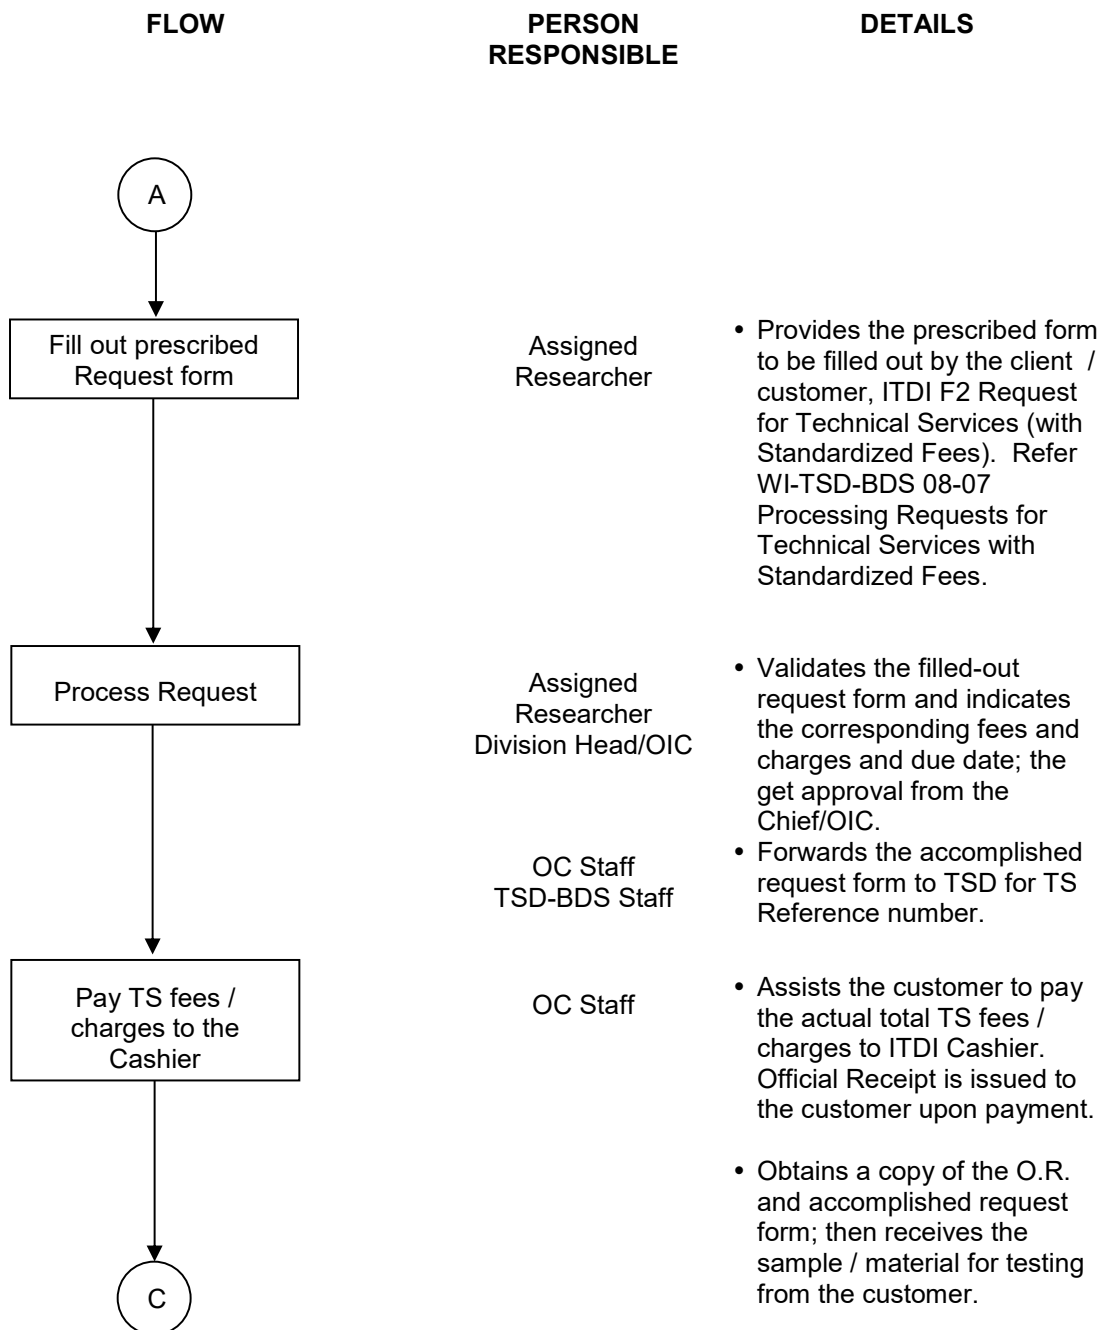 FLOW
PERSON
RESPONSIBLE
DETAILS
A
Fill out prescribed
Request form
Assigned
Researcher
• Provides the prescribed form
to be filled out by the client  /
customer, ITDI F2 Request
for Technical Services (with
Standardized Fees).  Refer
WI-TSD-BDS 08-07
Processing Requests for
Technical Services with
Standardized Fees.
Process Request
Assigned
Researcher
Division Head/OIC
• Validates the filled-out
request form and indicates
the corresponding fees and
charges and due date; the
get approval from the
Chief/OIC.
OC Staff
TSD-BDS Staff
• Forwards the accomplished
request form to TSD for TS
Reference number.
Pay TS fees /
charges to the
Cashier
OC Staff
• Assists the customer to pay
the actual total TS fees /
charges to ITDI Cashier.
Official Receipt is issued to
the customer upon payment.
• Obtains a copy of the O.R.
and accomplished request
form; then receives the
sample / material for testing
from the customer.
C